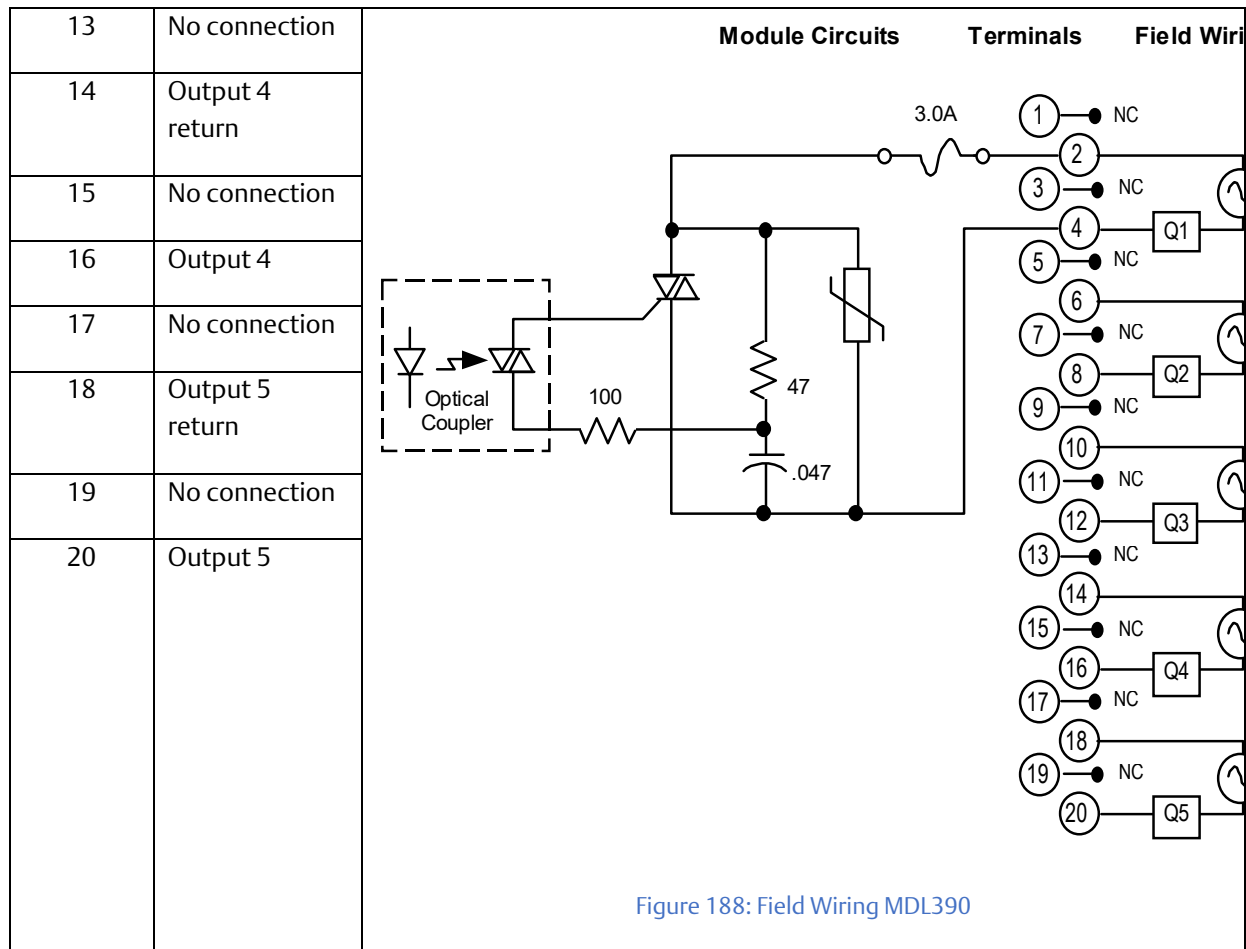 13 No connection
14 Output 4
return
15 No connection
16 Output 4
17 No connection
18 Output 5
return
19 No connection
20 Output 5
Module Circuits Terminals Field Wiri
3.0A
1 NC
2
3 NC
4 Q1
5 NC
6
7 NC
8 Q2
9 NC
10
11 NC
12 Q3
13 NC
14
15 NC
16 Q4
17 NC
18
19 NC
20 Q5
Optical
Coupler
100
47
.047
Figure 188: Field Wiring MDL390